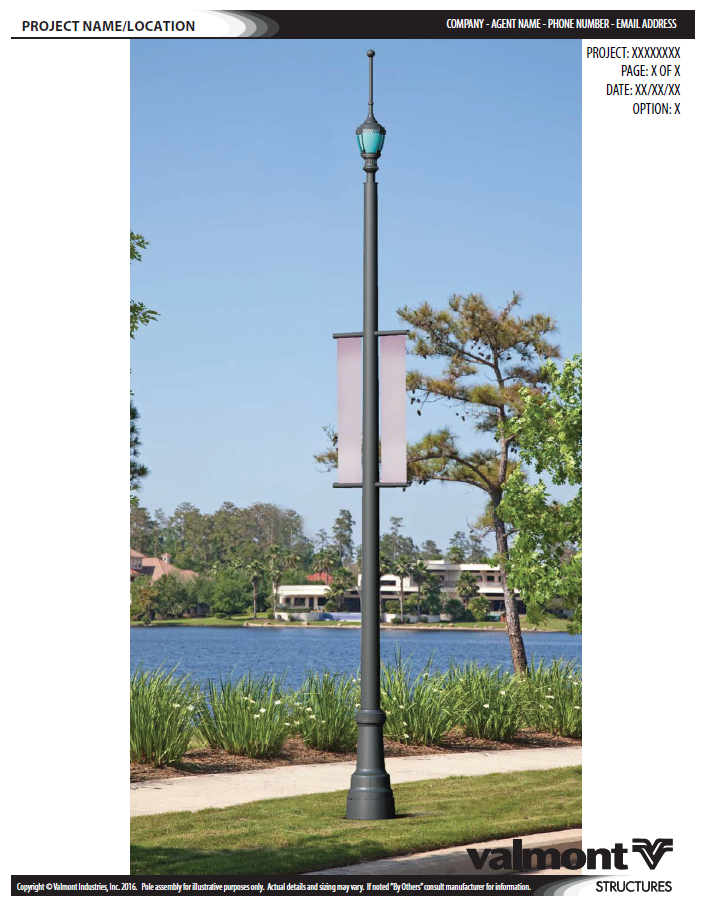 PROJECT NAME/LOCATION
COMPANY - AGENT NAME - PHONE NUMBER - EMAIL ADDRESS
PROJECT: XXXXXXXX
PAGE: X OF X
DATE: XX/XX/XX
OPTION: X
valmont
STRUCTURES
Copyright © Valmont Industries, Inc. 2016. Pole assembly for illustrative purposes only. Actual details and sizing may vary. If noted "By Others" consult manufacturer for information.